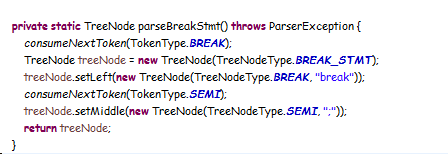 private static TreeNode parseBreakStmt() throws ParserException {
consumeNextToken(TokenType.BREAK);
TreeNode treeNode = new TreeNode(TreeNodeType.BREAK_STMT);
treeNode.setLeft(new TreeNode(TreeNodeType.BREAK, "break"));
consumeNextToken(TokenType.SEMI);
treeNode.setMiddle(new TreeNode(TreeNodeType.SEMI, ";"));
return treeNode;
}